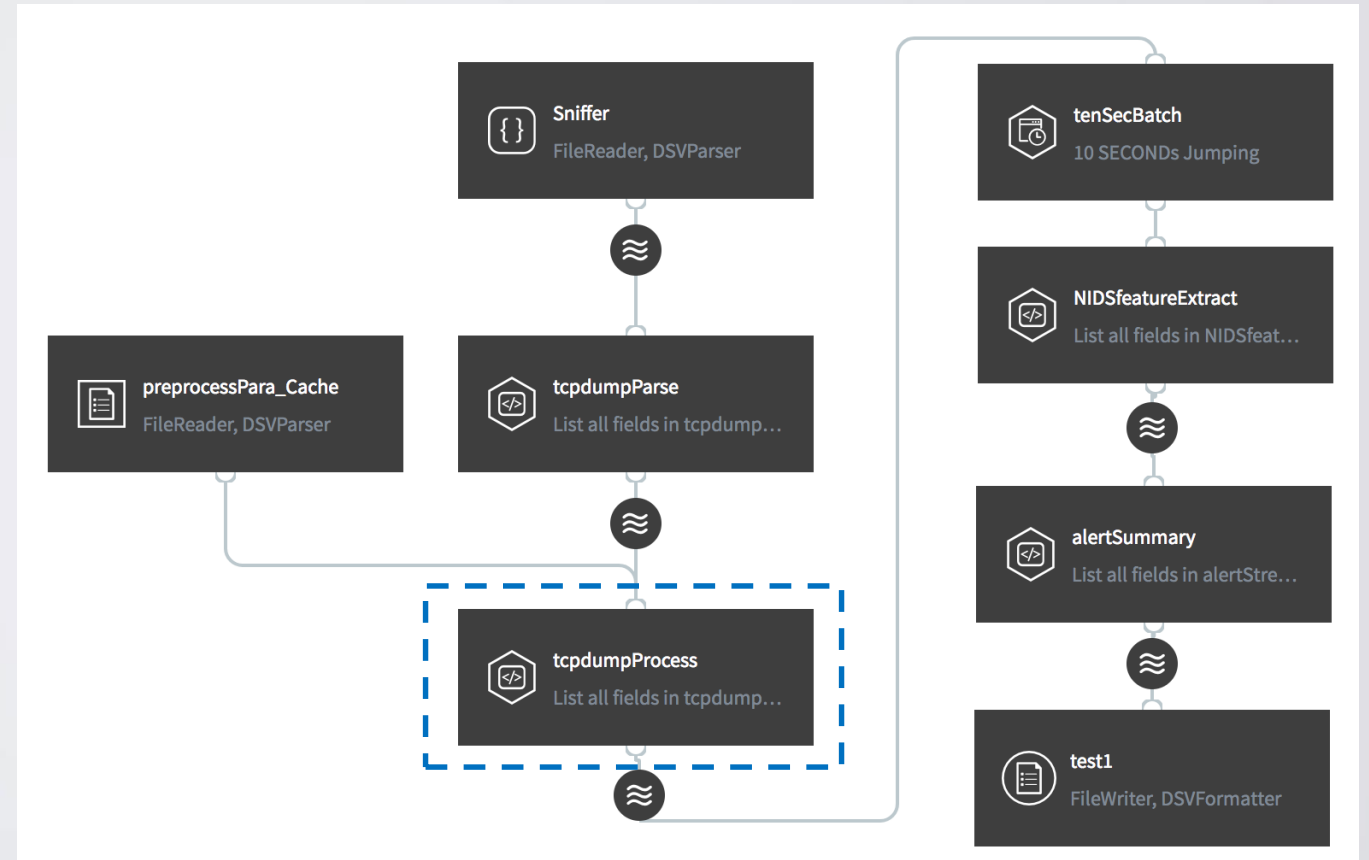 Sniffer
FileReader, DSVParser
preprocessPara_Cache
FileReader, DSVParser
tcpdumpParse
List all fields in tcpdump...
tcpdumpProcess
List all fields in tcpdump...
tenSecBatch
10 SECONDs Jumping
NIDSfeatureExtract
List all fields in NIDSfeat...
alertSummary
List all fields in alertStre...
test1
FileWriter, DSVFormatter